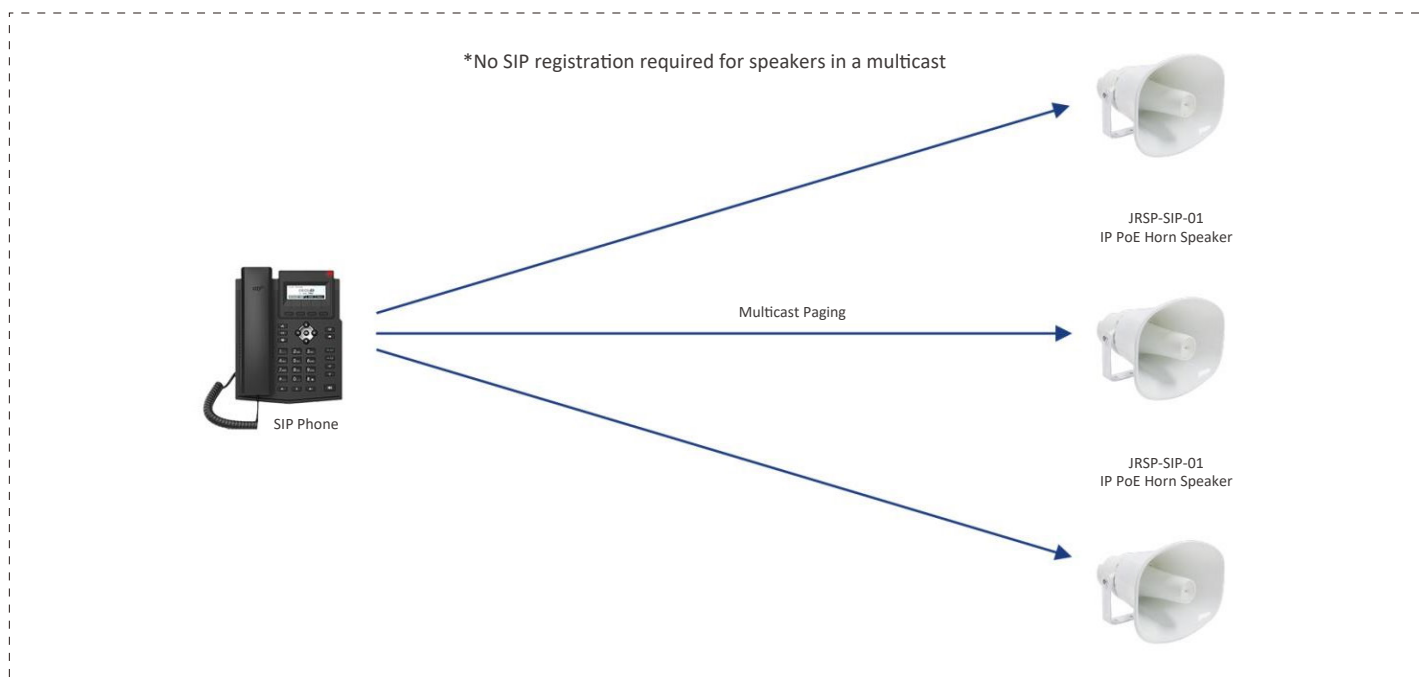 *No SIP registration required for speakers in a multicast
JRSP-SIP-01
IP PoE Horn Speaker
Multicast Paging
SIP Phone
JRSP-SIP-01
IP PoE Horn Speaker